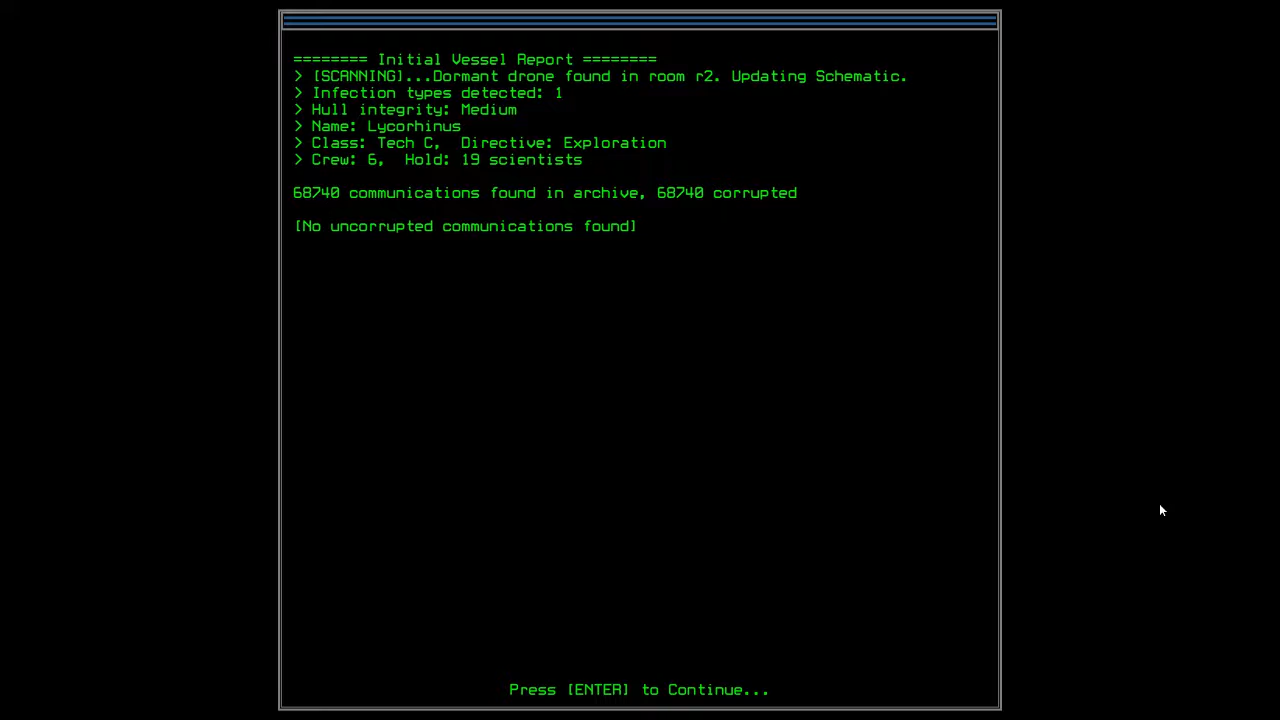 ======== Initial Vessel Report ========
> [SCANNING]...Dormant drone found in room r2. Updating Schematic.
> Infection types detected: 1
> Hull integrity: Medium
> Name: Lycorhinus
> Class: Tech C,  Directive: Exploration
> Crew: 6,  Hold: 19 scientists
68740 communications found in archive, 68740 corrupted
[No uncorrupted communications found]
Press [ENTER] to Continue...